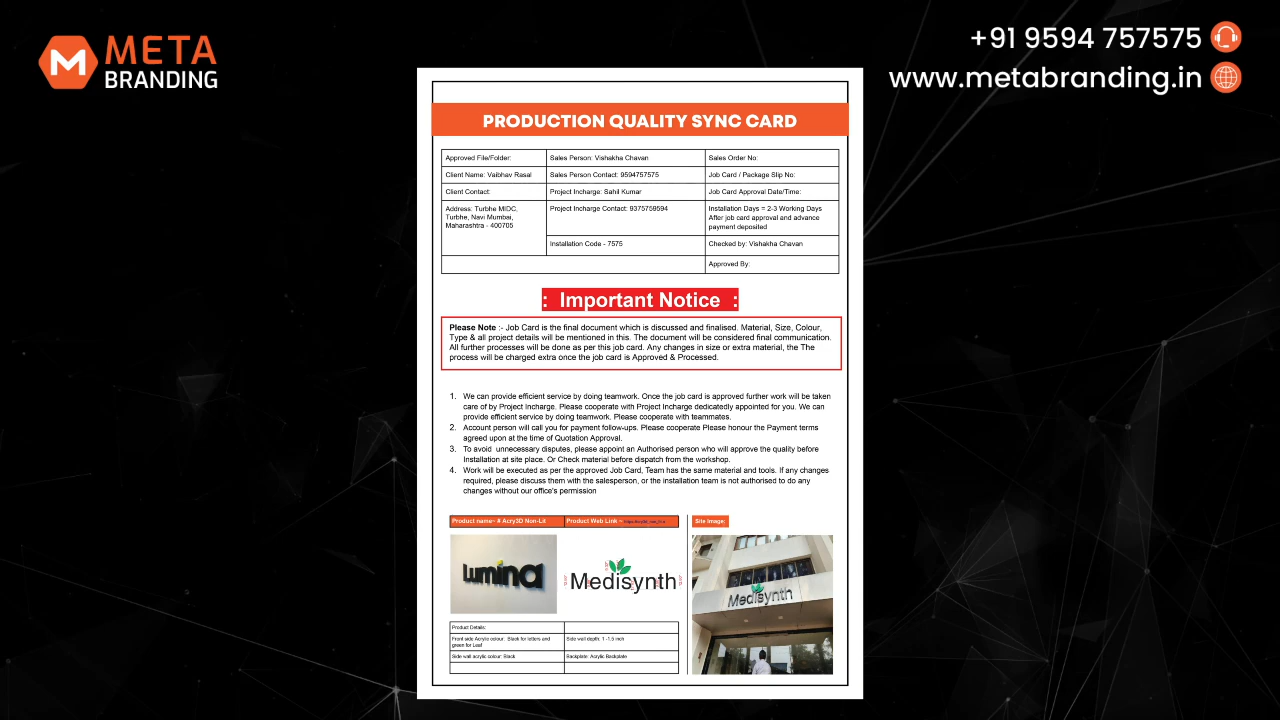 META
BRANDING
+91 9594 757575
www.metabranding.in
PRODUCTION QUALITY SYNC CARD
Approved File/Folder:
Sales Person: Vishakha Chavan
Sales Order No:
Client Name: Vaibhav Rasal
Sales Person Contact: 9594757575
Job Card / Package Slip No:
Client Contact:
Project Incharge: Sahil Kumar
Job Card Approval Date/Time:
Address: Turbhe MIDC,
Turbhe, Navi Mumbai,
Maharashtra - 400705
Project Incharge Contact: 9375759594
Installation Days = 2-3 Working Days
After job card approval and advance
payment deposited
Installation Code - 7575
Checked by: Vishakha Chavan
Approved By:
: Important Notice :
Please Note :- Job Card is the final document which is discussed and finalised. Material, Size, Colour,
Type & all project details will be mentioned in this. The document will be considered final communication.
All further processes will be done as per this job card. Any changes in size or extra material, the The
process will be charged extra once the job card is Approved & Processed.
1. We can provide efficient service by doing teamwork. Once the job card is approved further work will be taken
care of by Project Incharge. Please cooperate with Project Incharge dedicatedly appointed for you. We can
provide efficient service by doing teamwork. Please cooperate with teammates.
2. Account person will call you for payment follow-ups. Please cooperate Please honour the Payment terms
agreed upon at the time of Quotation Approval.
3. To avoid unnecessary disputes, please appoint an Authorised person who will approve the quality before
Installation at site place. Or Check material before dispatch from the workshop.
4. Work will be executed as per the approved Job Card, Team has the same material and tools. If any changes
required, please discuss them with the salesperson, or the installation team is not authorised to do any
changes without our office's permission
Product name- # Acry3D Non-Lit
Product Web Link -
Site Image:
Lumina
Medisynth
Medisynth
Product Details:
Front side Acrylic colour: Black for letters and
green for Leaf
Side wall depth: 1 -1.5 inch
Side wall acrylic colour: Black
Backplate: Acrylic Backplate